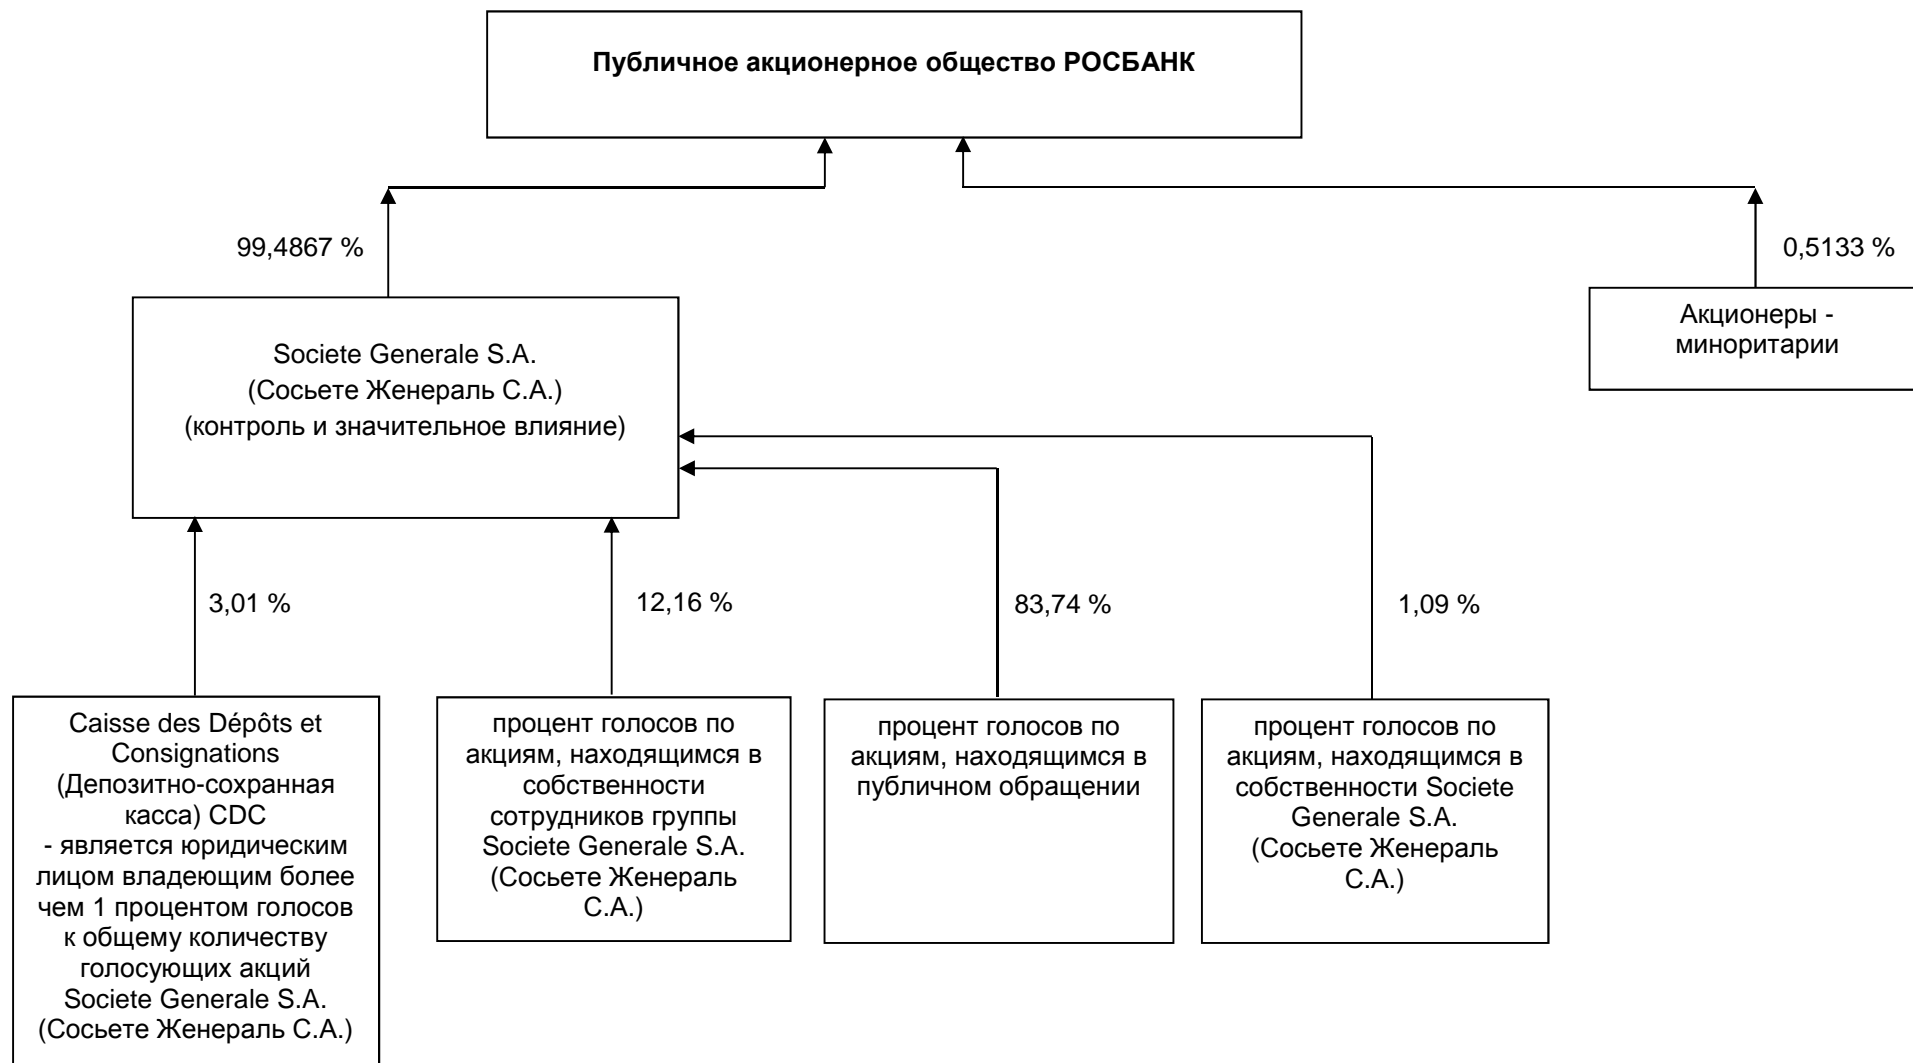 Публичное акционерное общество РОСБАНК
99,4867 %
0,5133 %
Societe Generale S.A.
(Сосьете Женераль С.А.)
(контроль и значительное влияние)
Акционеры -
миноритарии
3,01 %
12,16 %
83,74 %
1,09 %
Caisse des Dépôts et
Consignations
(Депозитно-сохранная
касса) CDC
- является юридическим
лицом владеющим более
чем 1 процентом голосов
к общему количеству
голосующих акций
Societe Generale S.A.
(Сосьете Женераль С.А.)
процент голосов по
акциям, находящимся в
собственности
сотрудников группы
Societe Generale S.A.
(Сосьете Женераль
С.А.)
процент голосов по
акциям, находящимся в
публичном обращении
процент голосов по
акциям, находящимся в
собственности Societe
Generale S.A.
(Сосьете Женераль
С.А.)